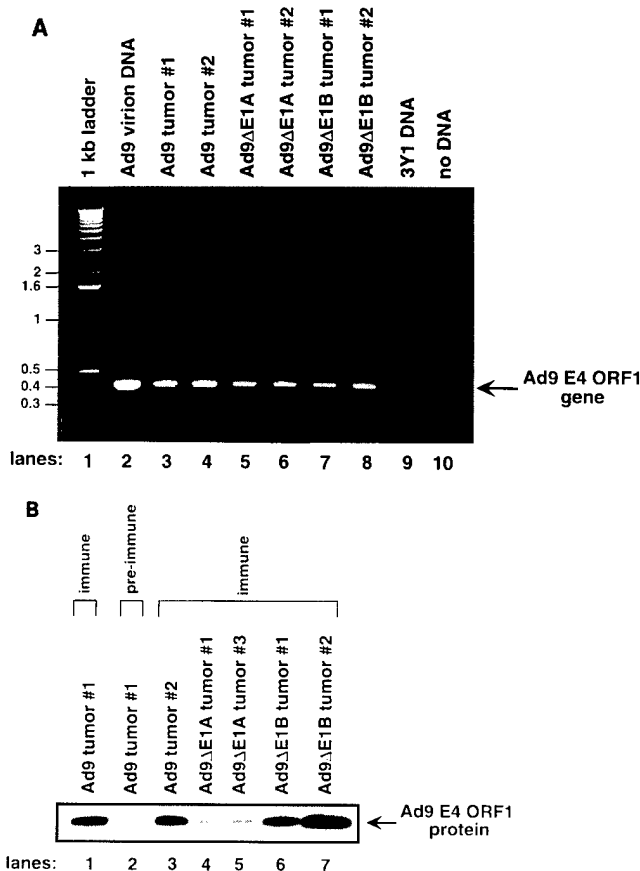 A
1 kb ladder
Ad9 virion DNA
Ad9 tumor #1
Ad9 tumor #2
Ad9ΔE1A tumor #1
Ad9ΔE1A tumor #2
Ad9ΔE1B tumor #1
Ad9ΔE1B tumor #2
3Y1 DNA
no DNA
3
2
1.6
1
0.5
0.4
0.3
Ad9 E4 ORF1
gene
lanes: 1 2 3 4 5 6 7 8 9 10
B
immune
pre-immune
immune
Ad9 tumor #1
Ad9 tumor #1
Ad9 tumor #2
Ad9ΔE1A tumor #1
Ad9ΔE1A tumor #3
Ad9ΔE1B tumor #1
Ad9ΔE1B tumor #2
Ad9 E4 ORF1
protein
lanes: 1 2 3 4 5 6 7